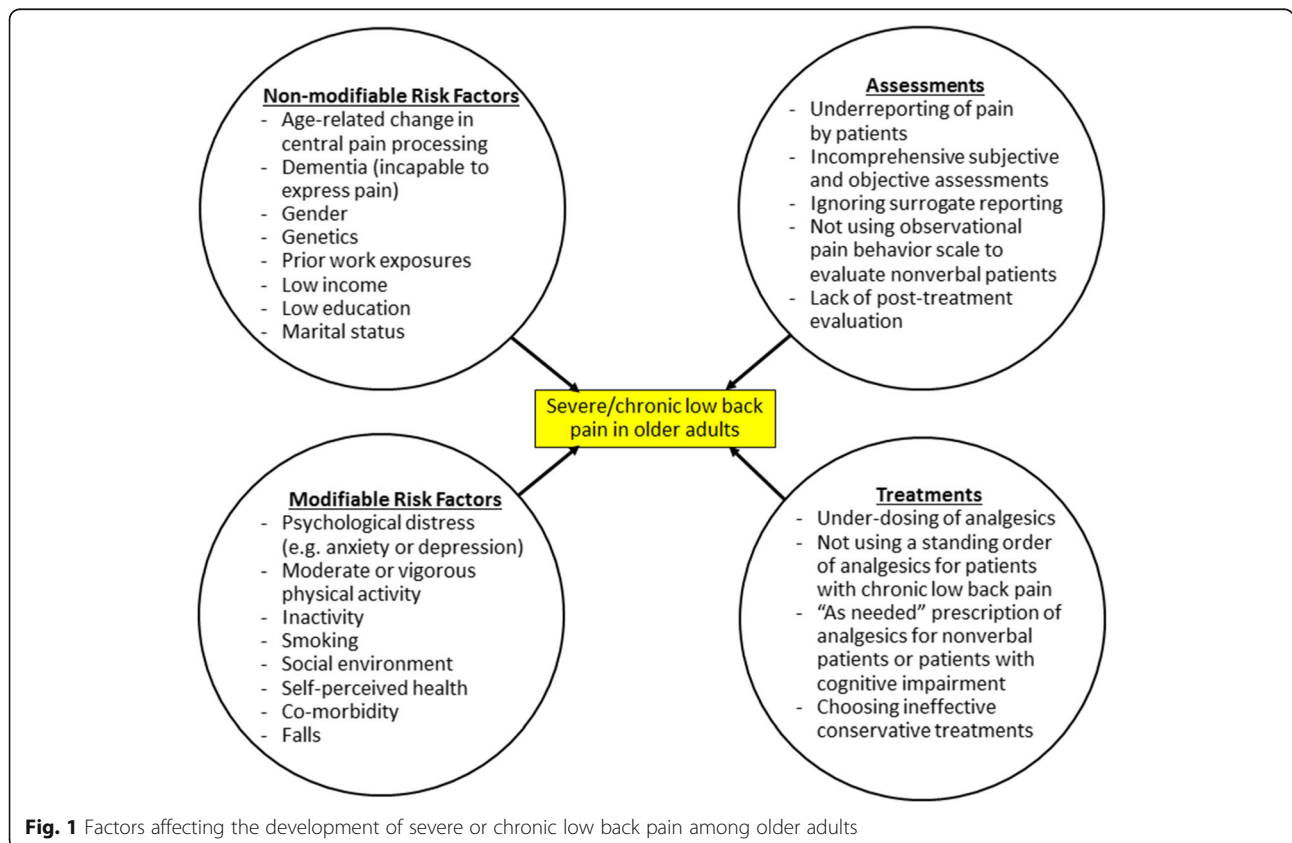 Non-modifiable Risk Factors
- Age-related change in
central pain processing
- Dementia (incapable to
express pain)
- Gender
- Genetics
- Prior work exposures
- Low income
- Low education
- Marital status
Assessments
- Underreporting of pain
by patients
- Incomprehensive subjective
and objective assessments
- Ignoring surrogate reporting
- Not using observational
pain behavior scale to
evaluate nonverbal patients
- Lack of post-treatment
evaluation
Severe/chronic low back
pain in older adults
Modifiable Risk Factors
- Psychological distress
(e.g. anxiety or depression)
- Moderate or vigorous
physical activity
- Inactivity
- Smoking
- Social environment
- Self-perceived health
- Co-morbidity
- Falls
Treatments
- Under-dosing of analgesics
- Not using a standing order
of analgesics for patients
with chronic low back pain
- “As needed” prescription of
analgesics for nonverbal
patients or patients with
cognitive impairment
- Choosing ineffective
conservative treatments
Fig. 1 Factors affecting the development of severe or chronic low back pain among older adults